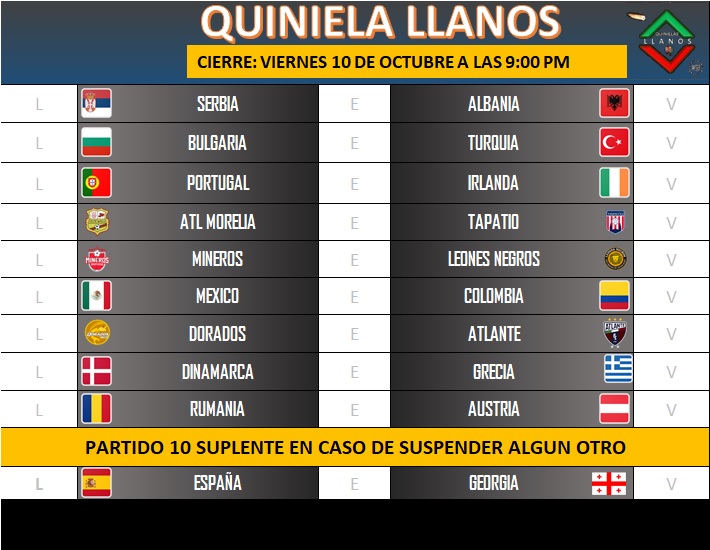 QUINIELA LLANOS
QUINIELAS
LLANOS
CIERRE: VIERNES 10 DE OCTUBRE A LAS 9:00 PM
L SERBIA E ALBANIA V
L BULGARIA E TURQUIA V
L PORTUGAL E IRLANDA V
L ATL MORELIA E TAPATIO V
L MINEROS MINEROS E LEONES NEGROS V
L MEXICO E COLOMBIA V
L DORADOS E ATLANTE ATLANTE V
L DINAMARCA E GRECIA V
L RUMANIA E AUSTRIA V
PARTIDO 10 SUPLENTE EN CASO DE SUSPENDER ALGUN OTRO
L ESPAÑA E GEORGIA V